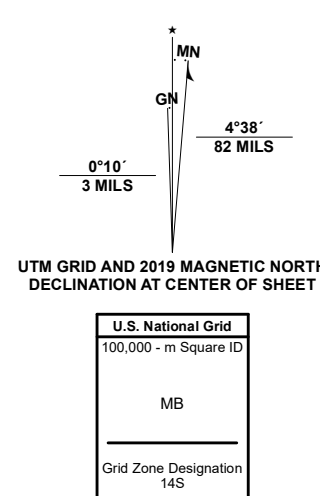 ★
MN
GN
4°38´
82 MILS
0°10´
3 MILS
UTM GRID AND 2019 MAGNETIC NORTH
DECLINATION AT CENTER OF SHEET
U.S. National Grid
100,000 - m Square ID
MB
Grid Zone Designation
14S